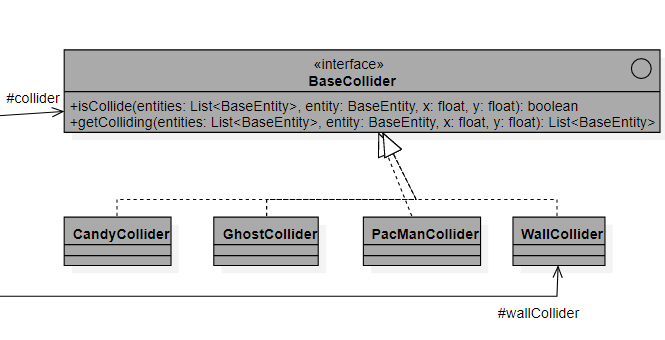 «interface»
BaseCollider
#collider
+isCollide(entities: List<BaseEntity>, entity: BaseEntity, x: float, y: float): boolean
+getColliding(entities: List<BaseEntity>, entity: BaseEntity, x: float, y: float): List<BaseEntity>
CandyCollider
GhostCollider
PacManCollider
WallCollider
#wallCollider